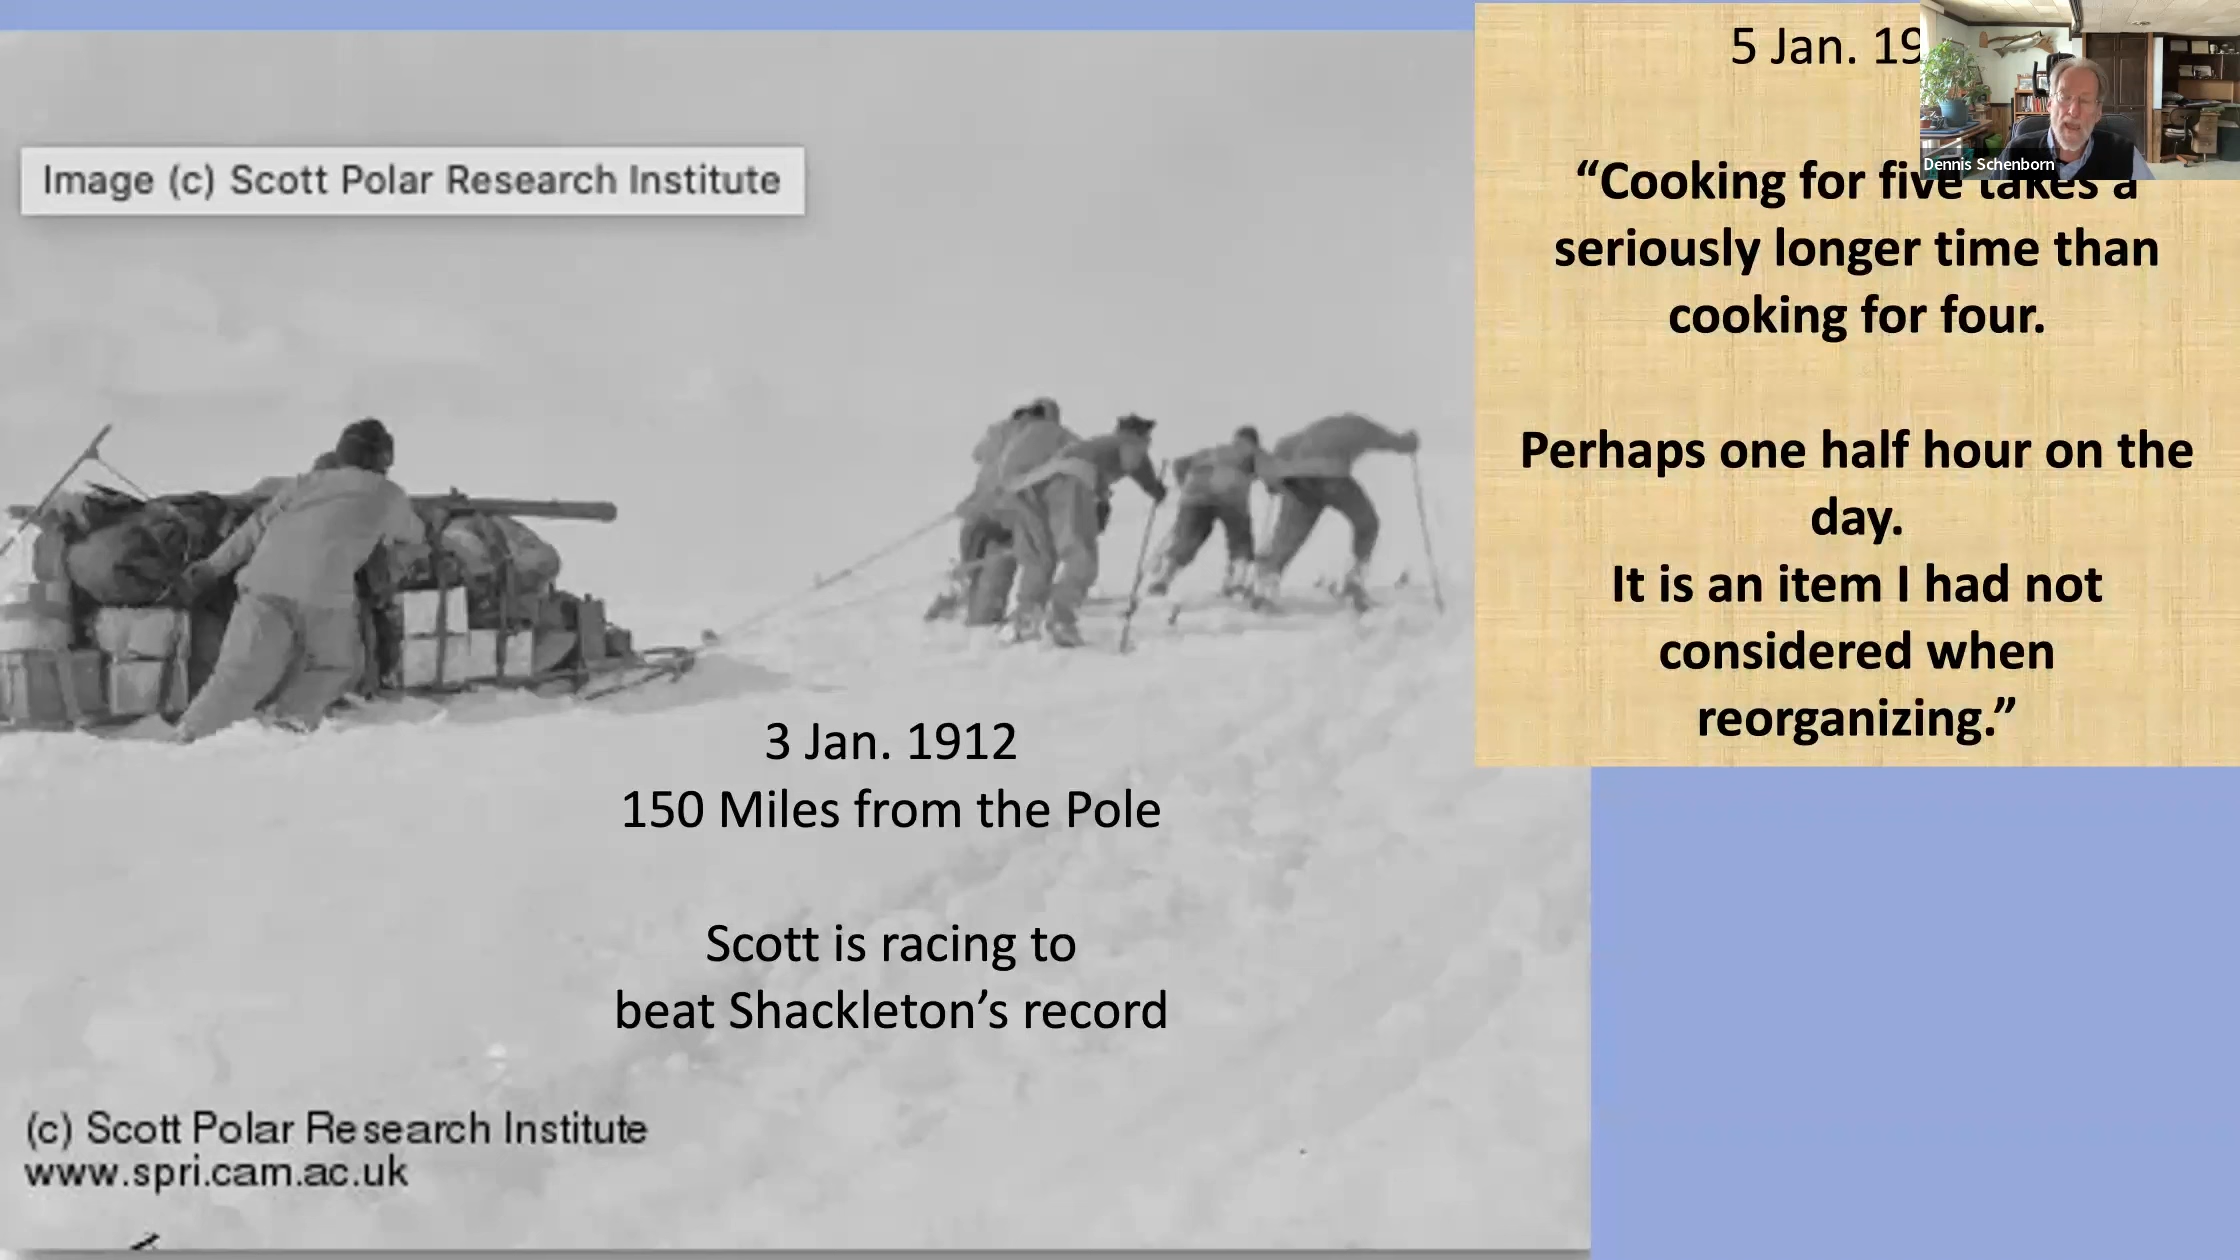 Image (c) Scott Polar Research Institute
3 Jan. 1912
150 Miles from the Pole
Scott is racing to
beat Shackleton’s record
(c) Scott Polar Research Institute
www.spri.cam.ac.uk
5 Jan. 19
Dennis Schenborn
“Cooking for five takes a
seriously longer time than
cooking for four.
Perhaps one half hour on the
day.
It is an item I had not
considered when
reorganizing.”